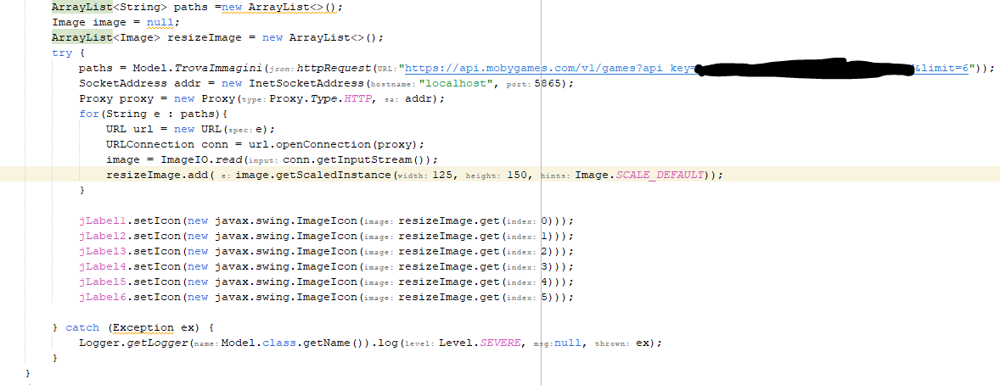 ArrayList<String> paths =new ArrayList<>();
Image image = null;
ArrayList<Image> resizeImage = new ArrayList<>();
try {
paths = Model.TrovaImmagini(json: httpRequest(URL:"https://api.mobygames.com/v1/games?api_key= &limit=6"));
SocketAddress addr = new InetSocketAddress(hostname: "localhost", port: 5865);
Proxy proxy = new Proxy(type: Proxy.Type.HTTP, sa: addr);
for(String e : paths){
URL url = new URL(spec: e);
URLConnection conn = url.openConnection(proxy);
image = ImageIO.read(input: conn.getInputStream());
resizeImage.add( e: image.getScaledInstance(width: 125, height: 150, hints: Image.SCALE_DEFAULT));
}
jLabel1.setIcon(new javax.swing.ImageIcon(image: resizeImage.get(index: 0)));
jLabel2.setIcon(new javax.swing.ImageIcon(image: resizeImage.get(index: 1)));
jLabel3.setIcon(new javax.swing.ImageIcon(image: resizeImage.get(index: 2)));
jLabel4.setIcon(new javax.swing.ImageIcon(image: resizeImage.get(index: 3)));
jLabel5.setIcon(new javax.swing.ImageIcon(image: resizeImage.get(index: 4)));
jLabel6.setIcon(new javax.swing.ImageIcon(image: resizeImage.get(index: 5)));
} catch (Exception ex) {
Logger.getLogger(name: Model.class.getName()).log(level: Level.SEVERE, msg:null, thrown: ex);
}
}